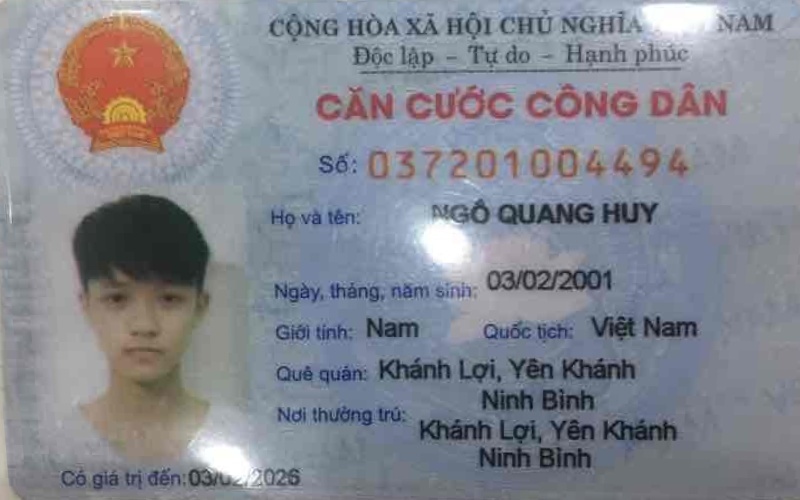 CỘNG HÒA XÃ HỘI CHỦ NGHĨA NAM
Độc lập - Tự do - Hạnh phúc
CĂN CƯỚC CÔNG DÂN
Số: 037201004494
Họ và tên: NGÔ QUANG HUY
Ngày, tháng, năm sinh: 03/02/2001
Giới tính: Nam Quốc tịch: Việt Nam
Quê quán: Khánh Lợi, Yên Khánh
Ninh Bình
Nơi thường trú: Khánh Lợi, Yên Khánh
Ninh Bình
Có giá trị đến: 03/02/2026